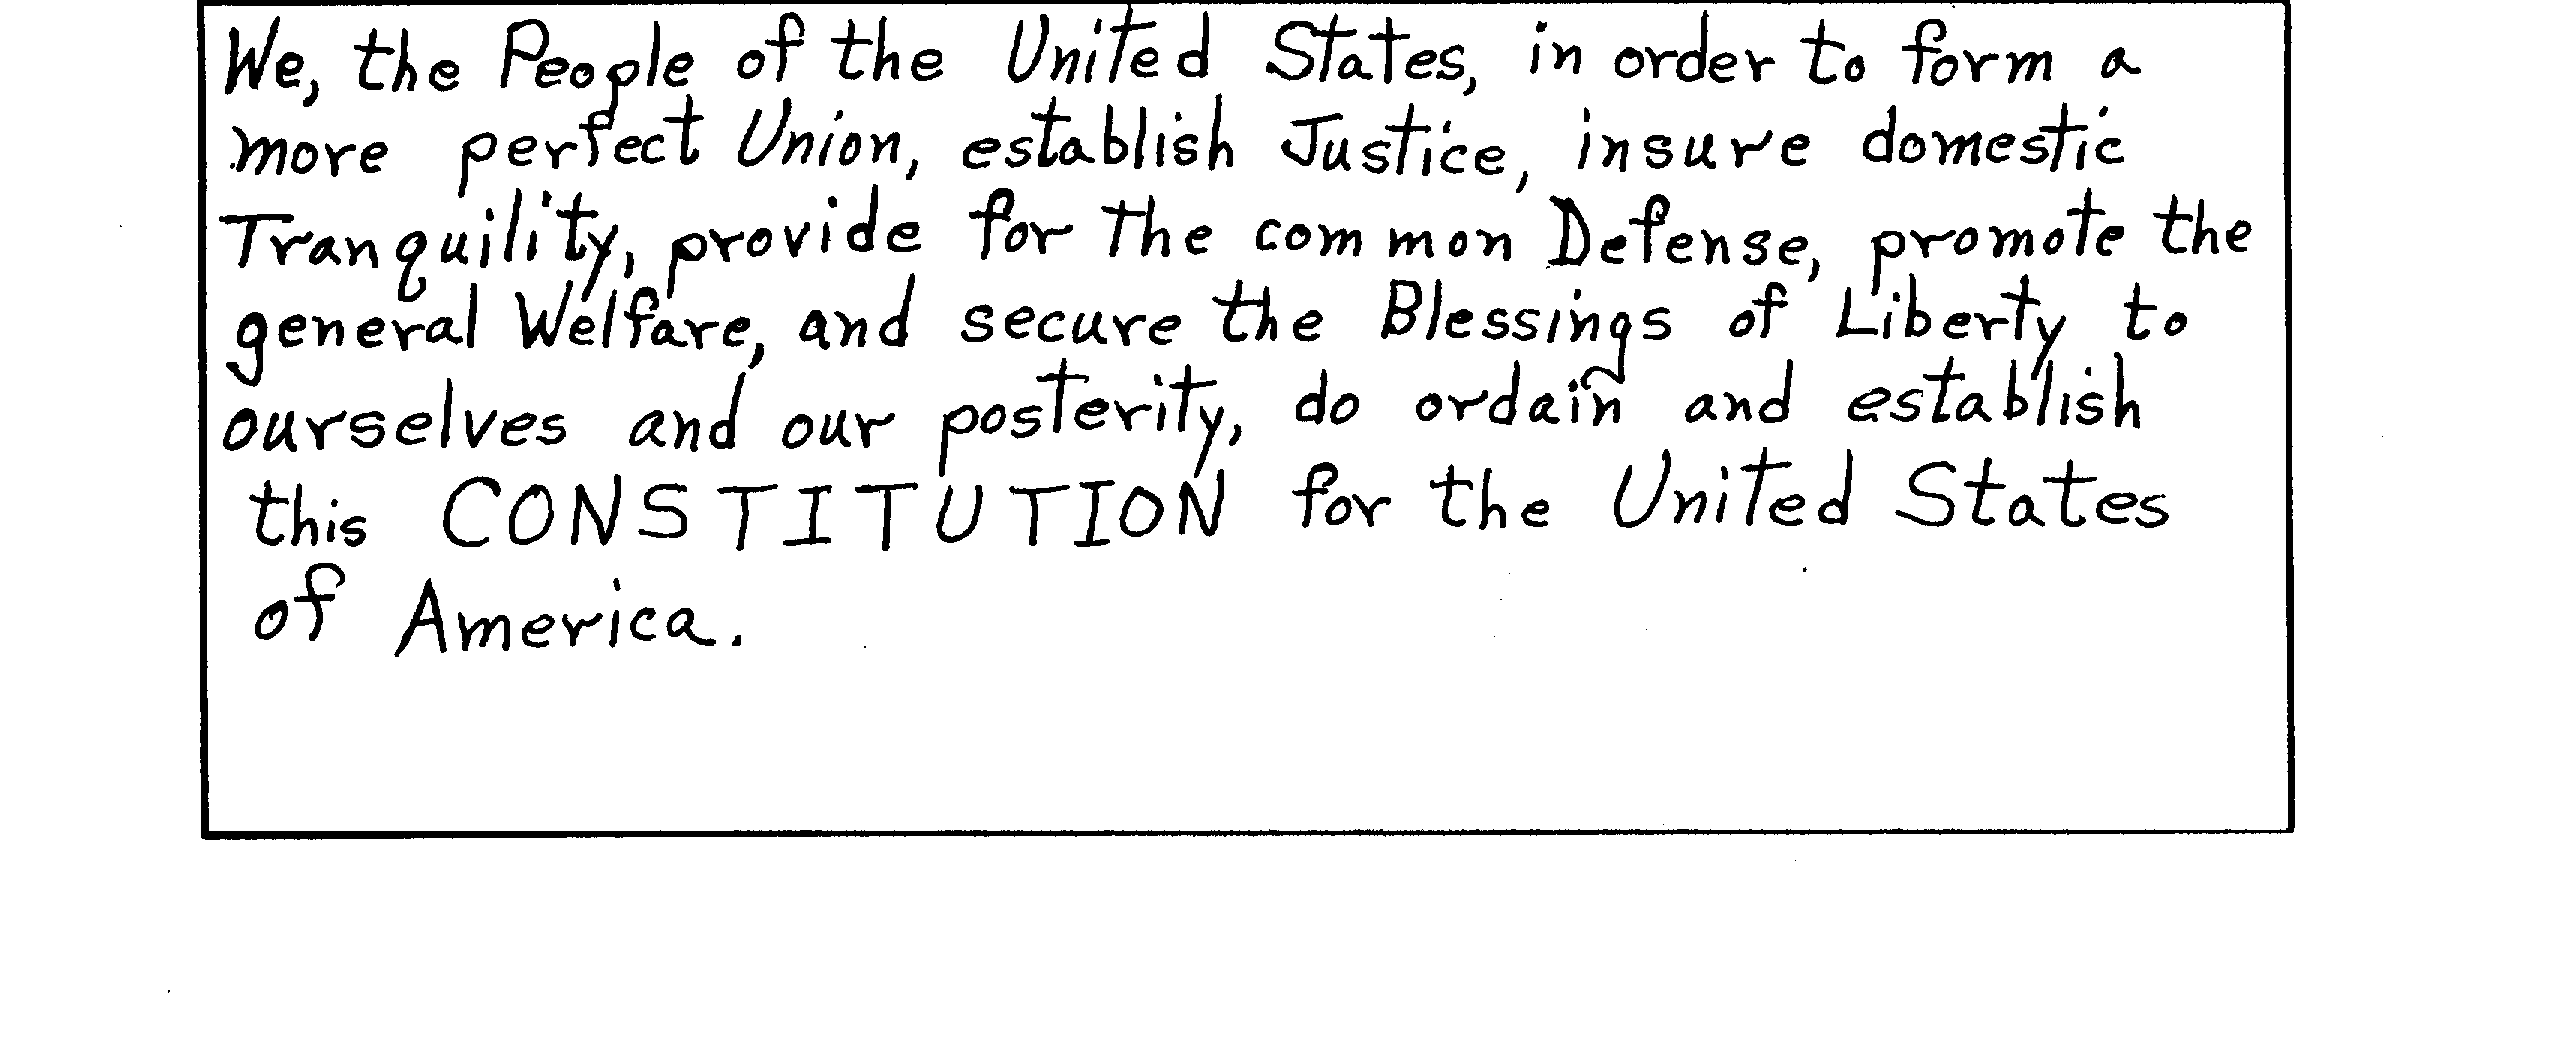 We, the People of the United States, in order to form a
more perfect Union, establish Justice, insure domestic
Tranquility, provide for the common Defense, promote the
general Welfare, and secure the Blessings of Liberty to
ourselves and our posterity, do ordain and establish
this CONSTITUTION for the United States
of America.